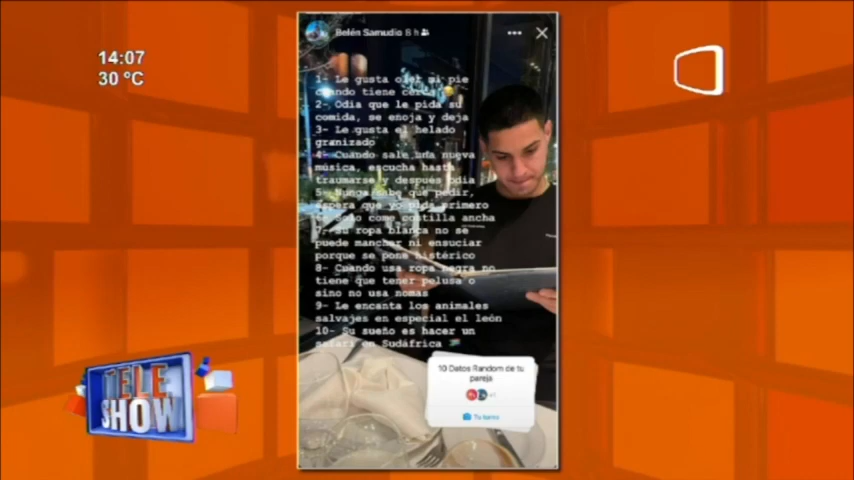 14:07
30 ºC
Belén Samudio 8 h
1- Le gusta oler mi pie
cuando tiene cerca
2- Odia que le pida su
comida, se enoja y deja
3- Le gusta el helado
granizado
4- Cuando sale una nueva
música, escucha hasta
traumarse y después odia
5- Nunca sabe que pedir,
espera que yo pida primero
6- Solo come costilla ancha
7- Su ropa blanca no se
puede manchar ni ensuciar
porque se pone histérico
8- Cuando usa ropa negra no
tiene que tener pelusa o
sino no usa nomas
9- Le encanta los animales
salvajes en especial el león
10- Su sueño es hacer un
safari en Sudáfrica
10 Datos Random de tu
pareja
Tu turno
TELE
SHOW